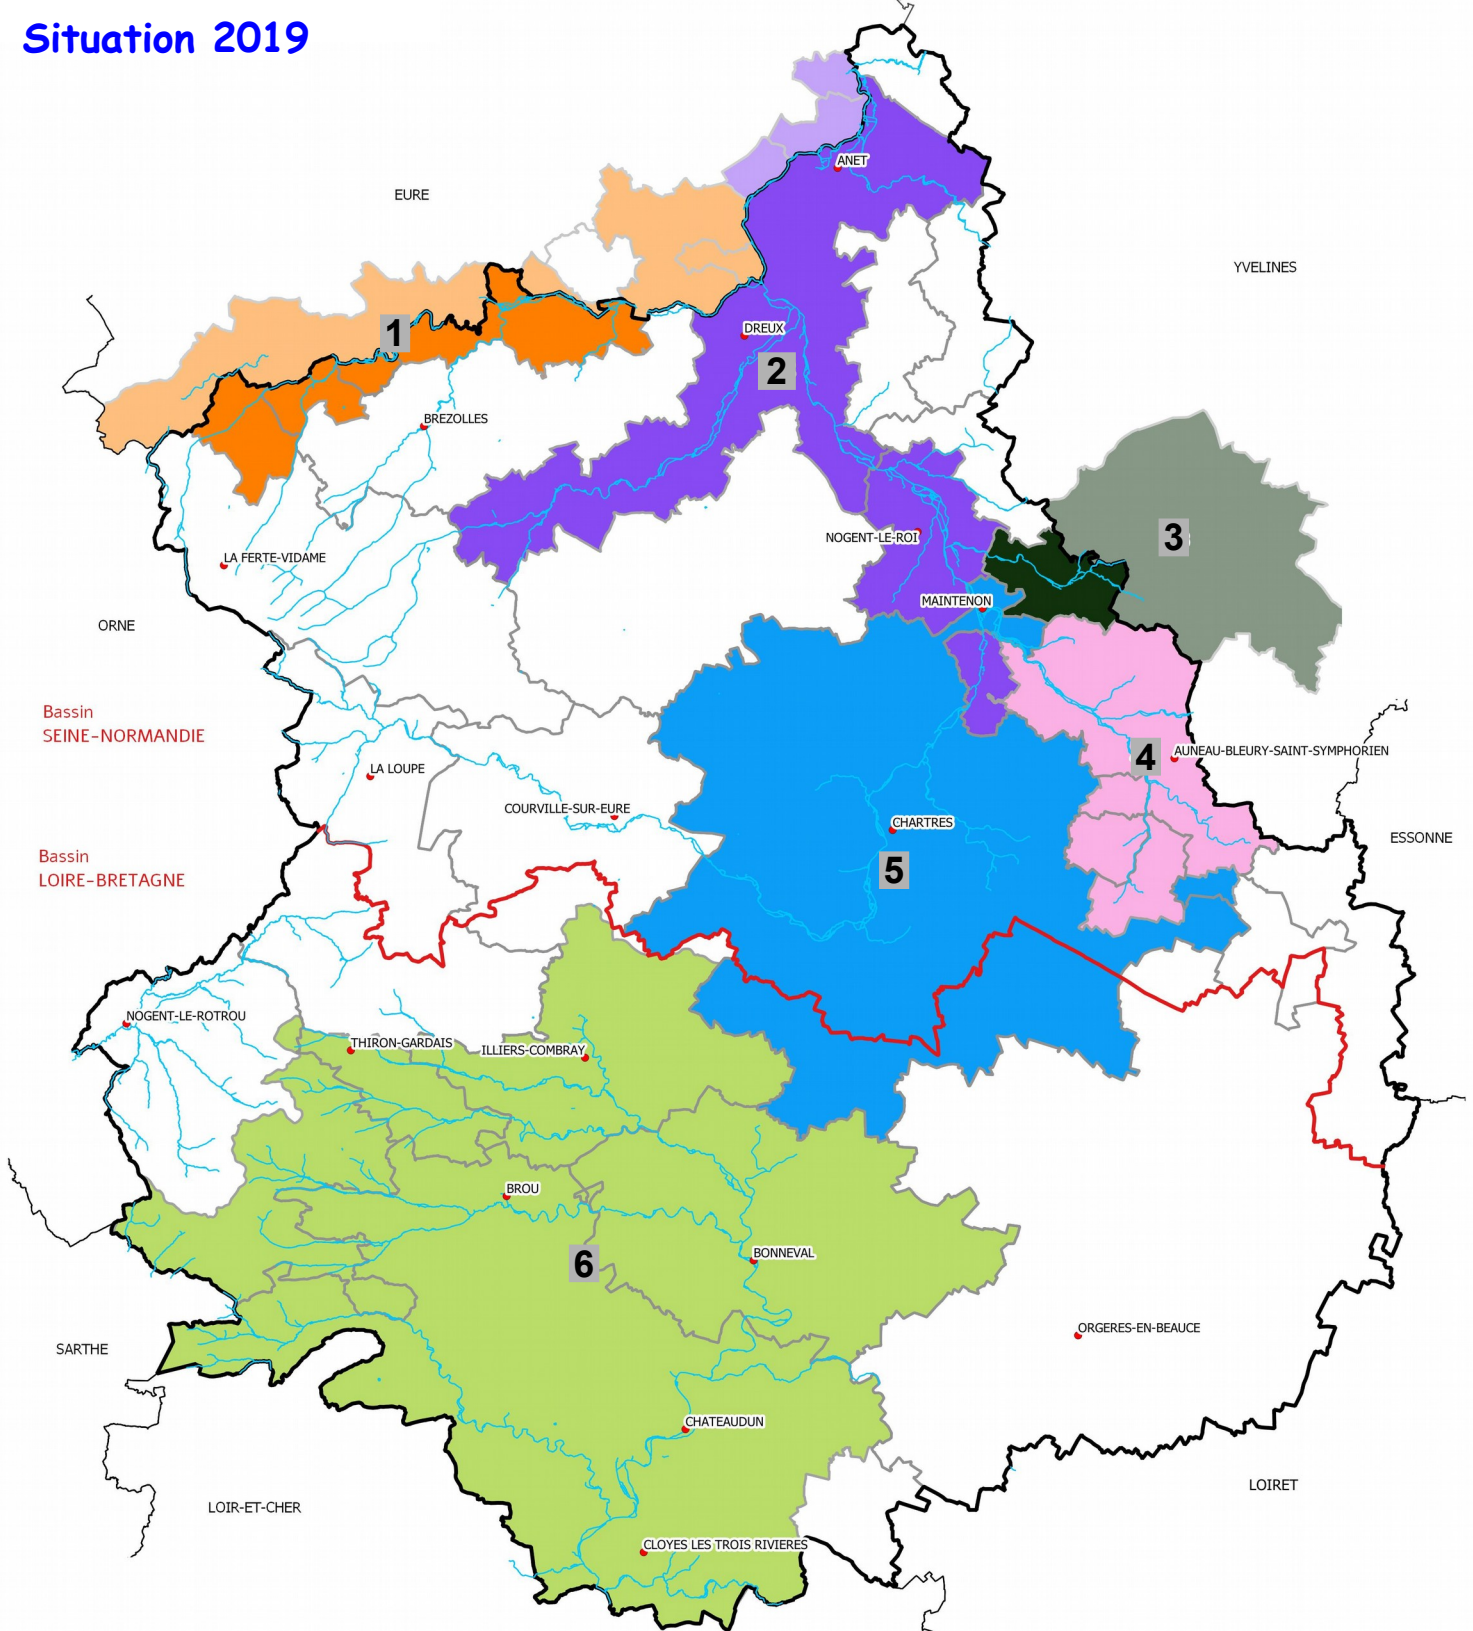 Situation 2019
ANET
EURE
YVELINES
1
DREUX
2
BREZOLLES
NOGENT-LE-ROI
3
LA FERTE-VIDAME
MAINTENON
ORNE
Bassin
SEINE-NORMANDIE
AUNEAU-BLEURY-SAINT-SYMPHORIEN
4
LA LOUPE
COURVILLE-SUR-EURE
CHARTRES
ESSONNE
Bassin
LOIRE-BRETAGNE
5
NOGENT-LE-ROTROU
THIRON-GARDAIS
ILLIERS-COMBRAY
BROU
BONNEVAL
6
ORGERES-EN-BEAUCE
SARTHE
CHATEAUDUN
LOIRET
LOIR-ET-CHER
CLOYES LES TROIS RIVIERES